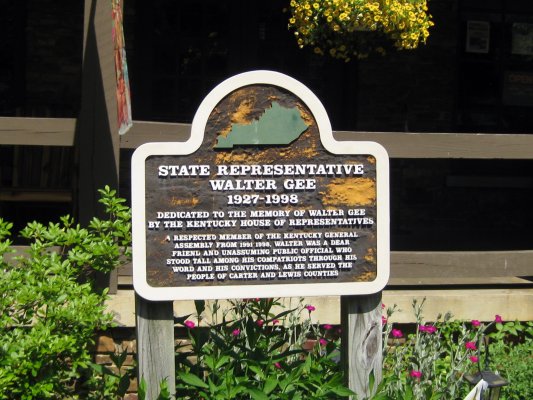 STATE REPRESENTATIVE
WALTER GEE
1927-1998
DEDICATED TO THE MEMORY OF WALTER GEE
BY THE KENTUCKY HOUSE OF REPRESENTATIVES
A RESPECTED MEMBER OF THE KENTUCKY GENERAL
ASSEMBLY FROM 1991 1998, WALTER WAS A DEAR
FRIEND AND UNASSUMING PUBLIC OFFICIAL WHO
STOOD TALL AMONG HIS COMPATRIOTS THROUGH HIS
WORD AND HIS CONVICTIONS, AS HE SERVED THE
PEOPLE OF CARTER AND LEWIS COUNTIES
OPEN